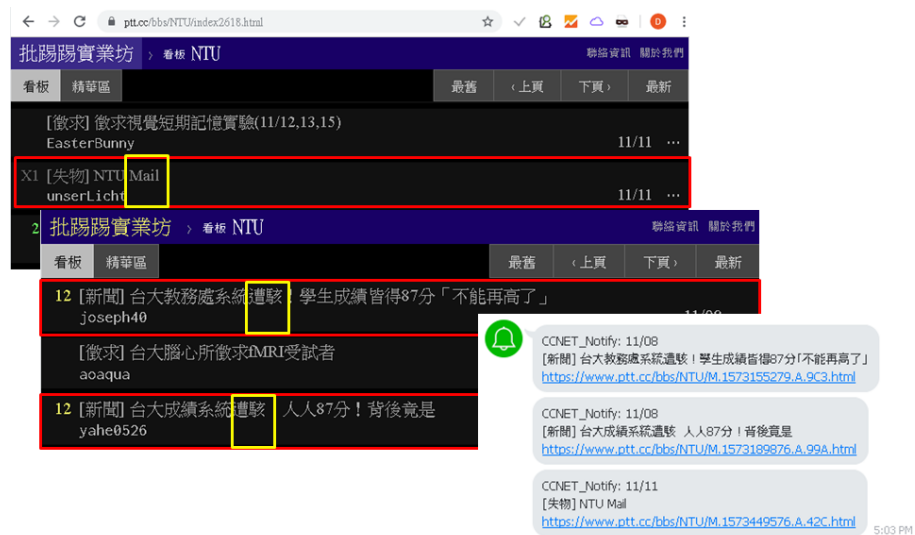 ptt.cc/bbs/NTU/index2618.html
D
批踢踢實業坊 › 看板 NTU
聯絡資訊 關於我們
看板 精華區
最舊 ‹ 上頁 下頁 › 最新
[徵求] 徵求視覺短期記憶實驗(11/12,13,15)
EasterBunny
11/11 ⋯
X1 [失物] NTU Mail
unserLicht
11/11 ⋯
2
批踢踢實業坊 › 看板 NTU
聯絡資訊 關於我們
看板 精華區
最舊 ‹ 上頁 下頁 › 最新
12 [新聞] 台大教務處系統遭駭！學生成績皆得87分「不能再高了」
joseph40
[徵求] 台大腦心所徵求fMRI受試者
aoaqua
12 [新聞] 台大成績系統遭駭 人人87分！背後竟是
yahe0526
CCNET_Notify: 11/08
[新聞] 台大教務處系統遭駭！學生成績皆得87分「不能再高了」
https://www.ptt.cc/bbs/NTU/M.1573155279.A.9C3.html
CCNET_Notify: 11/08
[新聞] 台大成績系統遭駭 人人87分！背後竟是
https://www.ptt.cc/bbs/NTU/M.1573189876.A.99A.html
CCNET_Notify: 11/11
[失物] NTU Mail
https://www.ptt.cc/bbs/NTU/M.1573449576.A.42C.html
5:03 PM